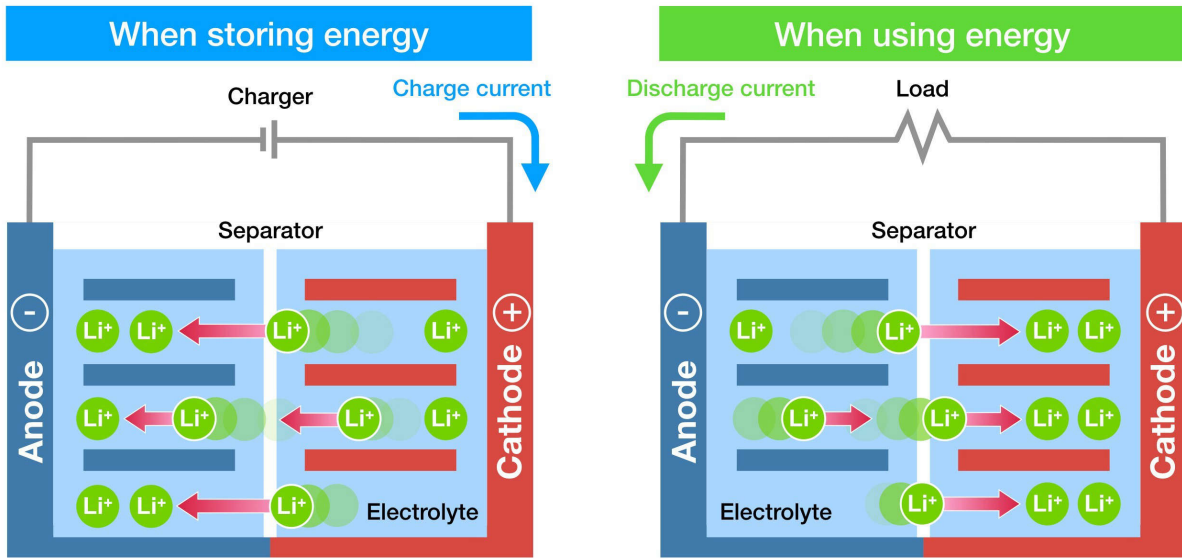 When storing energy
When using energy
Charger
Charge current
Discharge current
Load
Separator
Separator
Anode
-
Li⁺ Li⁺ Li⁺ Li⁺
Li⁺ Li⁺ Li⁺ Li⁺
Li⁺ Li⁺ Li⁺
Electrolyte
Cathode
+
Anode
-
Li⁺ Li⁺ Li⁺ Li⁺
Li⁺ Li⁺ Li⁺ Li⁺
Li⁺ Li⁺ Li⁺
Electrolyte
Cathode
+